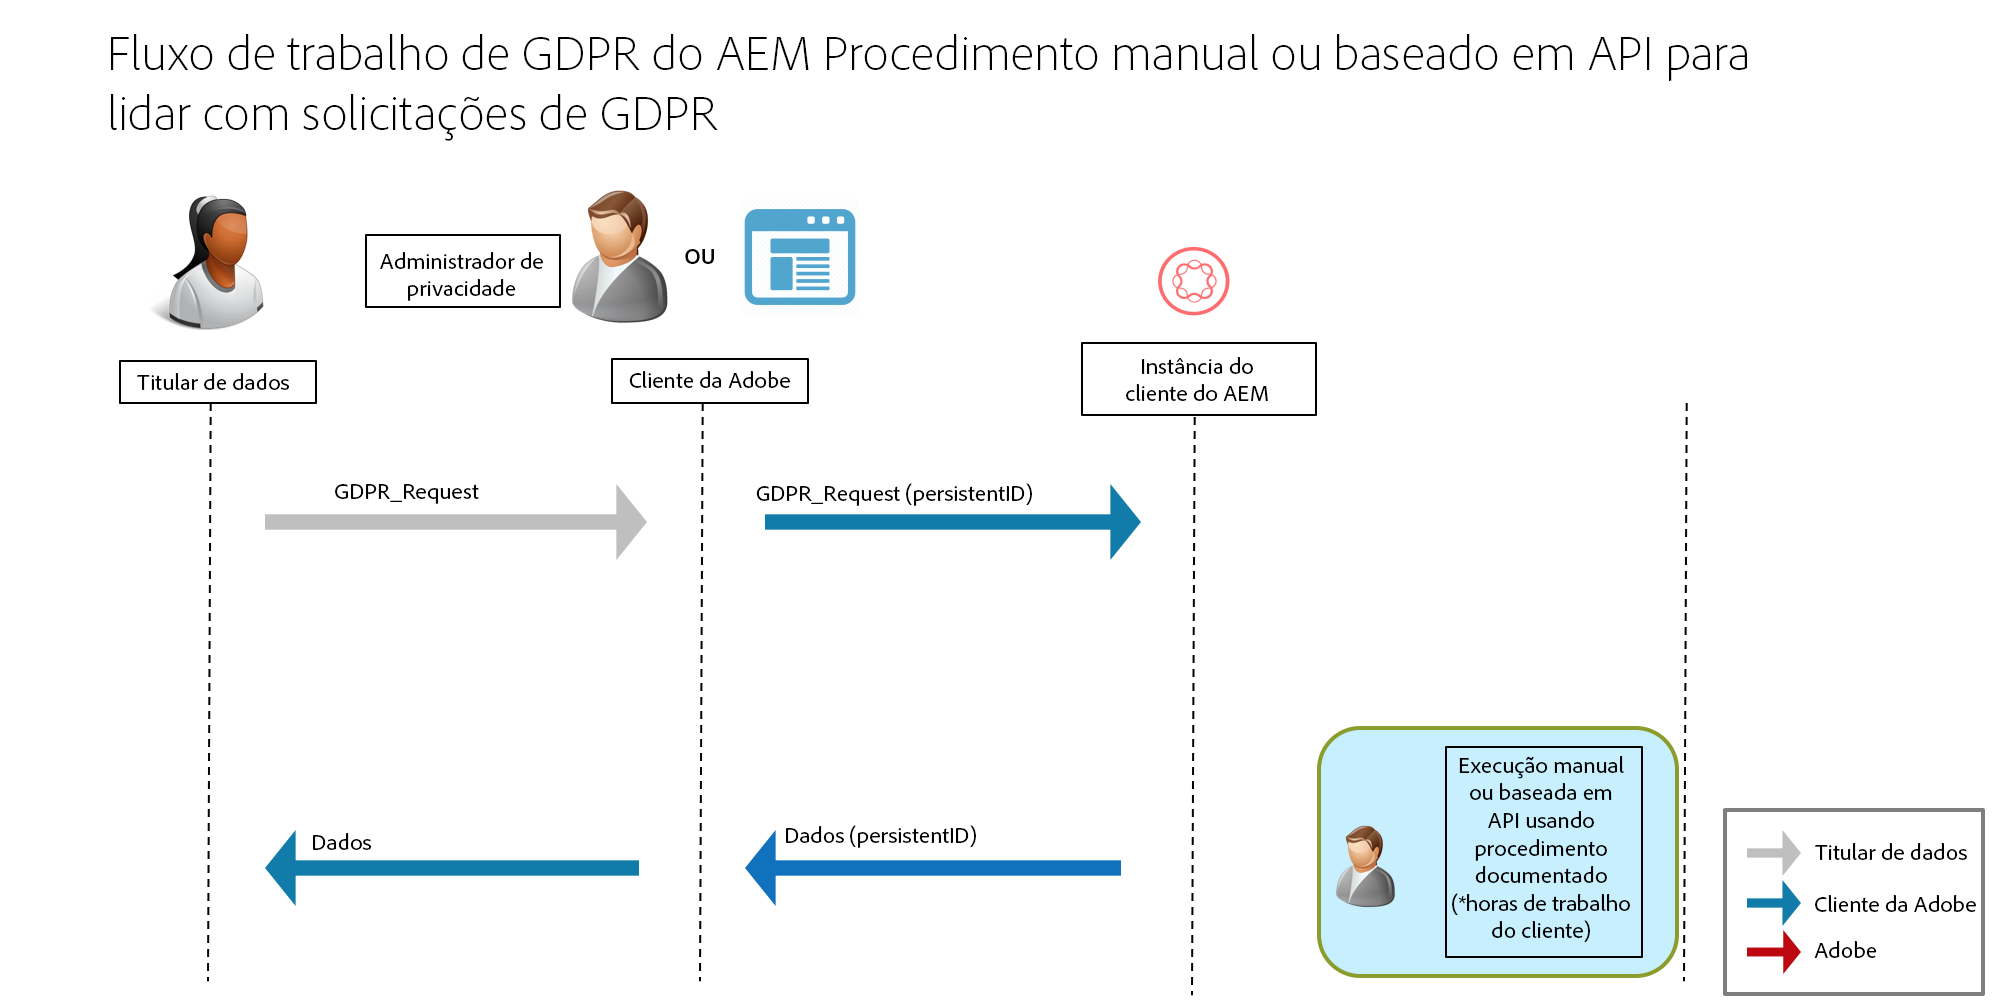 Fluxo de trabalho de GDPR do AEM Procedimento manual ou baseado em API para
lidar com solicitações de GDPR
Administrador de
privacidade
OU
Titular de dados
Cliente da Adobe
Instância do
cliente do AEM
GDPR_Request
GDPR_Request (persistentID)
Dados
Dados (persistentID)
Execução manual
ou baseada em
API usando
procedimento
documentado
(*horas de trabalho
do cliente)
Titular de dados
Cliente da Adobe
Adobe